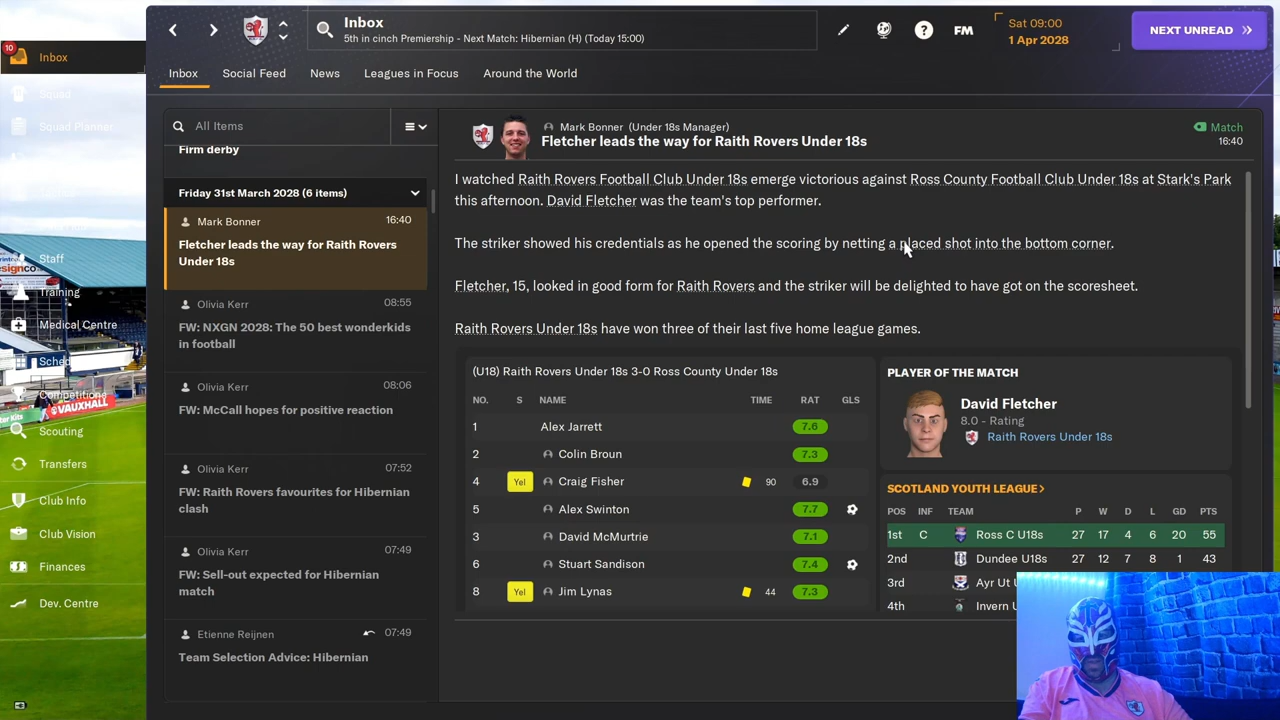 Inbox
5th in cinch Premiership - Next Match: Hibernian (H) (Today 15:00)
FM
Sat 09:00
1 Apr 2028
NEXT UNREAD
10
Inbox
Squad
Squad Planner
Staff
Training
Medical Centre
Sched
Competitions
Scouting
Transfers
Club Info
Club Vision
Finances
Dev. Centre
VAUXHALL
Inbox
Social Feed
News
Leagues in Focus
Around the World
All Items
Firm derby
Friday 31st March 2028 (6 items)
Mark Bonner 16:40
Fletcher leads the way for Raith Rovers
Under 18s
Olivia Kerr 08:55
FW: NXGN 2028: The 50 best wonderkids
in football
Olivia Kerr 08:06
FW: McCall hopes for positive reaction
Olivia Kerr 07:52
FW: Raith Rovers favourites for Hibernian
clash
Olivia Kerr 07:49
FW: Sell-out expected for Hibernian
match
Etienne Reijnen 07:49
Team Selection Advice: Hibernian
Mark Bonner (Under 18s Manager)
Fletcher leads the way for Raith Rovers Under 18s
Match
16:40
I watched Raith Rovers Football Club Under 18s emerge victorious against Ross County Football Club Under 18s at Stark's Park
this afternoon. David Fletcher was the team's top performer.
The striker showed his credentials as he opened the scoring by netting a placed shot into the bottom corner.
Fletcher, 15, looked in good form for Raith Rovers and the striker will be delighted to have got on the scoresheet.
Raith Rovers Under 18s have won three of their last five home league games.
(U18) Raith Rovers Under 18s 3-0 Ross County Under 18s
NO. S NAME TIME RAT GLS
1 Alex Jarrett 7.6
2 Colin Broun 7.3
4 Yel Craig Fisher 90 6.9
5 Alex Swinton 7.7
3 David McMurtrie 7.1
6 Stuart Sandison 7.4
8 Yel Jim Lynas 44 7.3
PLAYER OF THE MATCH
David Fletcher
8.0 - Rating
Raith Rovers Under 18s
SCOTLAND YOUTH LEAGUE>
POS INF TEAM P W D L GD PTS
1st C Ross C U18s 27 17 4 6 20 55
2nd Dundee U18s 27 12 7 8 1 43
3rd Ayr Ut U
4th Invern U